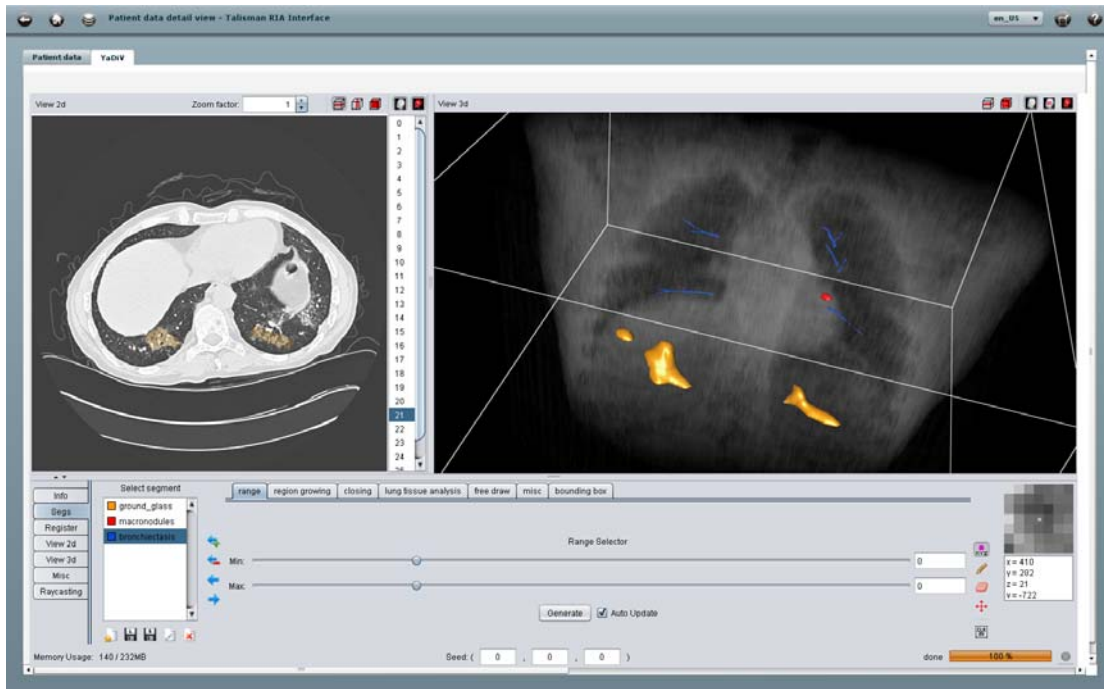 Patient data detail view - Talisman RIA Interface
en_US
Patient data
YaDiV
View 2d
Zoom factor:
1
View 3d
0
1
2
3
4
5
6
7
8
9
10
11
12
13
14
15
16
17
18
19
20
21
22
23
24
Info
Segs
Register
View 2d
View 3d
Misc
Raycasting
Select segment
ground_glass
macronodules
bronchiectasis
range
region growing
closing
lung tissue analysis
free draw
misc
bounding box
Range Selector
Min:
0
Max:
0
Generate
Auto Update
x = 410
y = 202
z = 21
v = -722
Memory Usage: 140 / 232MB
Seed: ( 0 , 0 , 0 )
done
100 %